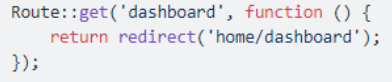 Route::get('dashboard', function () {
    return redirect('home/dashboard');
});